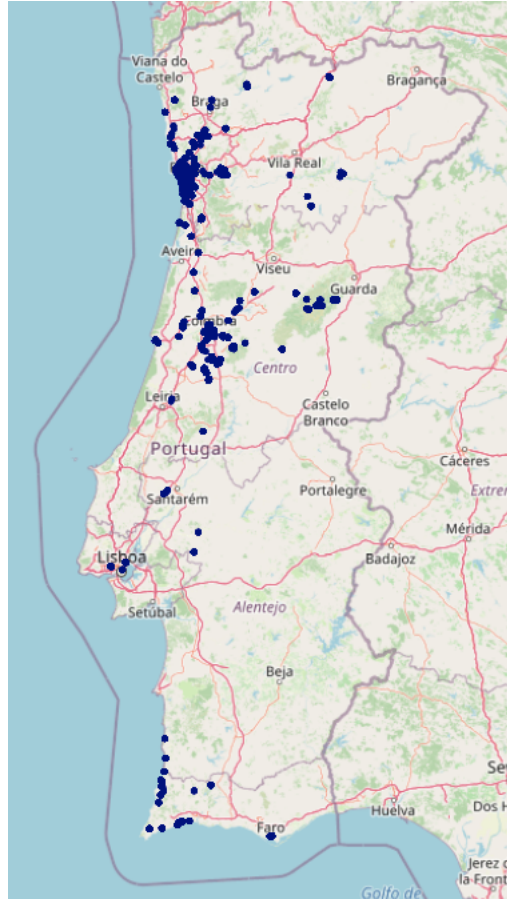 Viana do
Castelo
Bragança
Braga
Vila Real
Aveiro
Viseu
Guarda
Coimbra
Centro
Leiria
Castelo
Branco
Portugal
Cáceres
Santarém
Portalegre
Extre
Mérida
Lisboa
Badajoz
Setúbal
Alentejo
Beja
Se
Huelva
Dos H
Faro
Jerez d
la Front
Golfo de